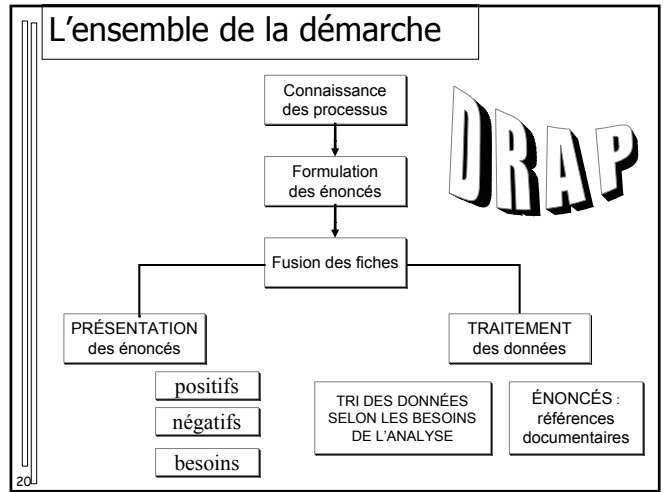 L'ensemble de la démarche
Connaissance
des processus
DRAP
Formulation
des énoncés
Fusion des fiches
PRÉSENTATION
des énoncés
TRAITEMENT
des données
positifs
négatifs
besoins
TRI DES DONNÉES
SELON LES BESOINS
DE L'ANALYSE
ÉNONCÉS :
références
documentaires
20